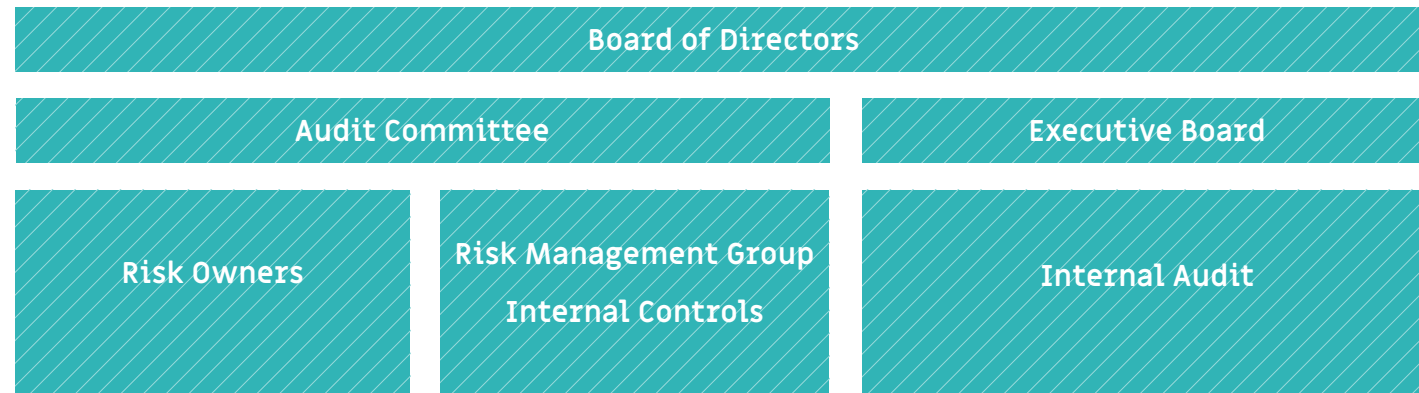 Board of Directors
Audit Committee
Executive Board
Risk Owners
Risk Management Group
Internal Controls
Internal Audit